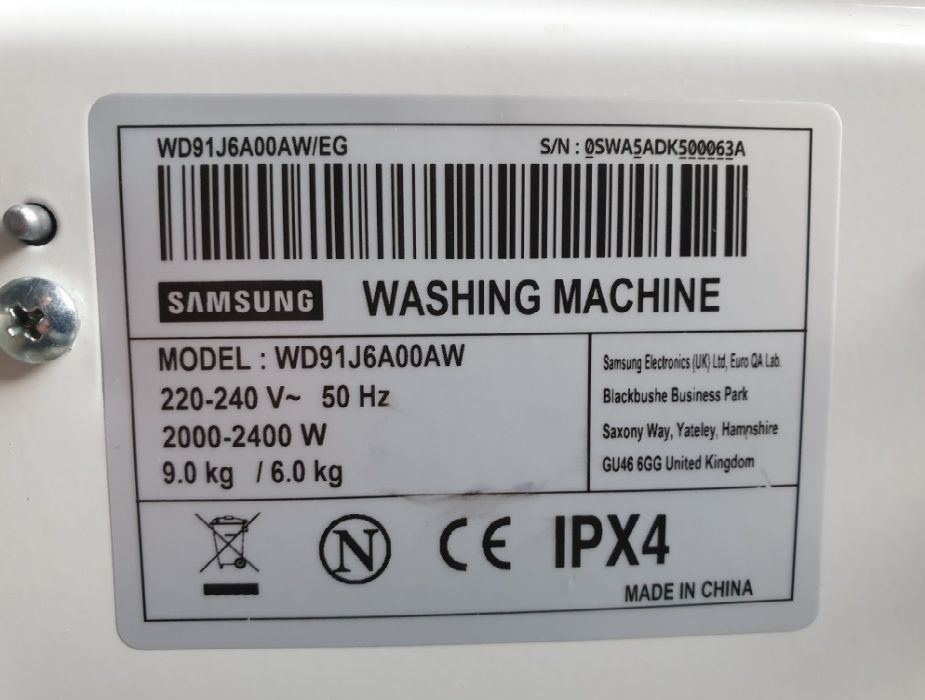 WD91J6A00AW/EG S/N : 0SWA5ADK500063A
SAMSUNG WASHING MACHINE
MODEL : WD91J6A00AW
220-240 V~ 50 Hz
2000-2400 W
9.0 kg / 6.0 kg
Samsung Electronics (UK) Ltd, Euro QA Lab.
Blackbushe Business Park
Saxony Way, Yateley, Hampshire
GU46 6GG United Kingdom
N CE IPX4
MADE IN CHINA